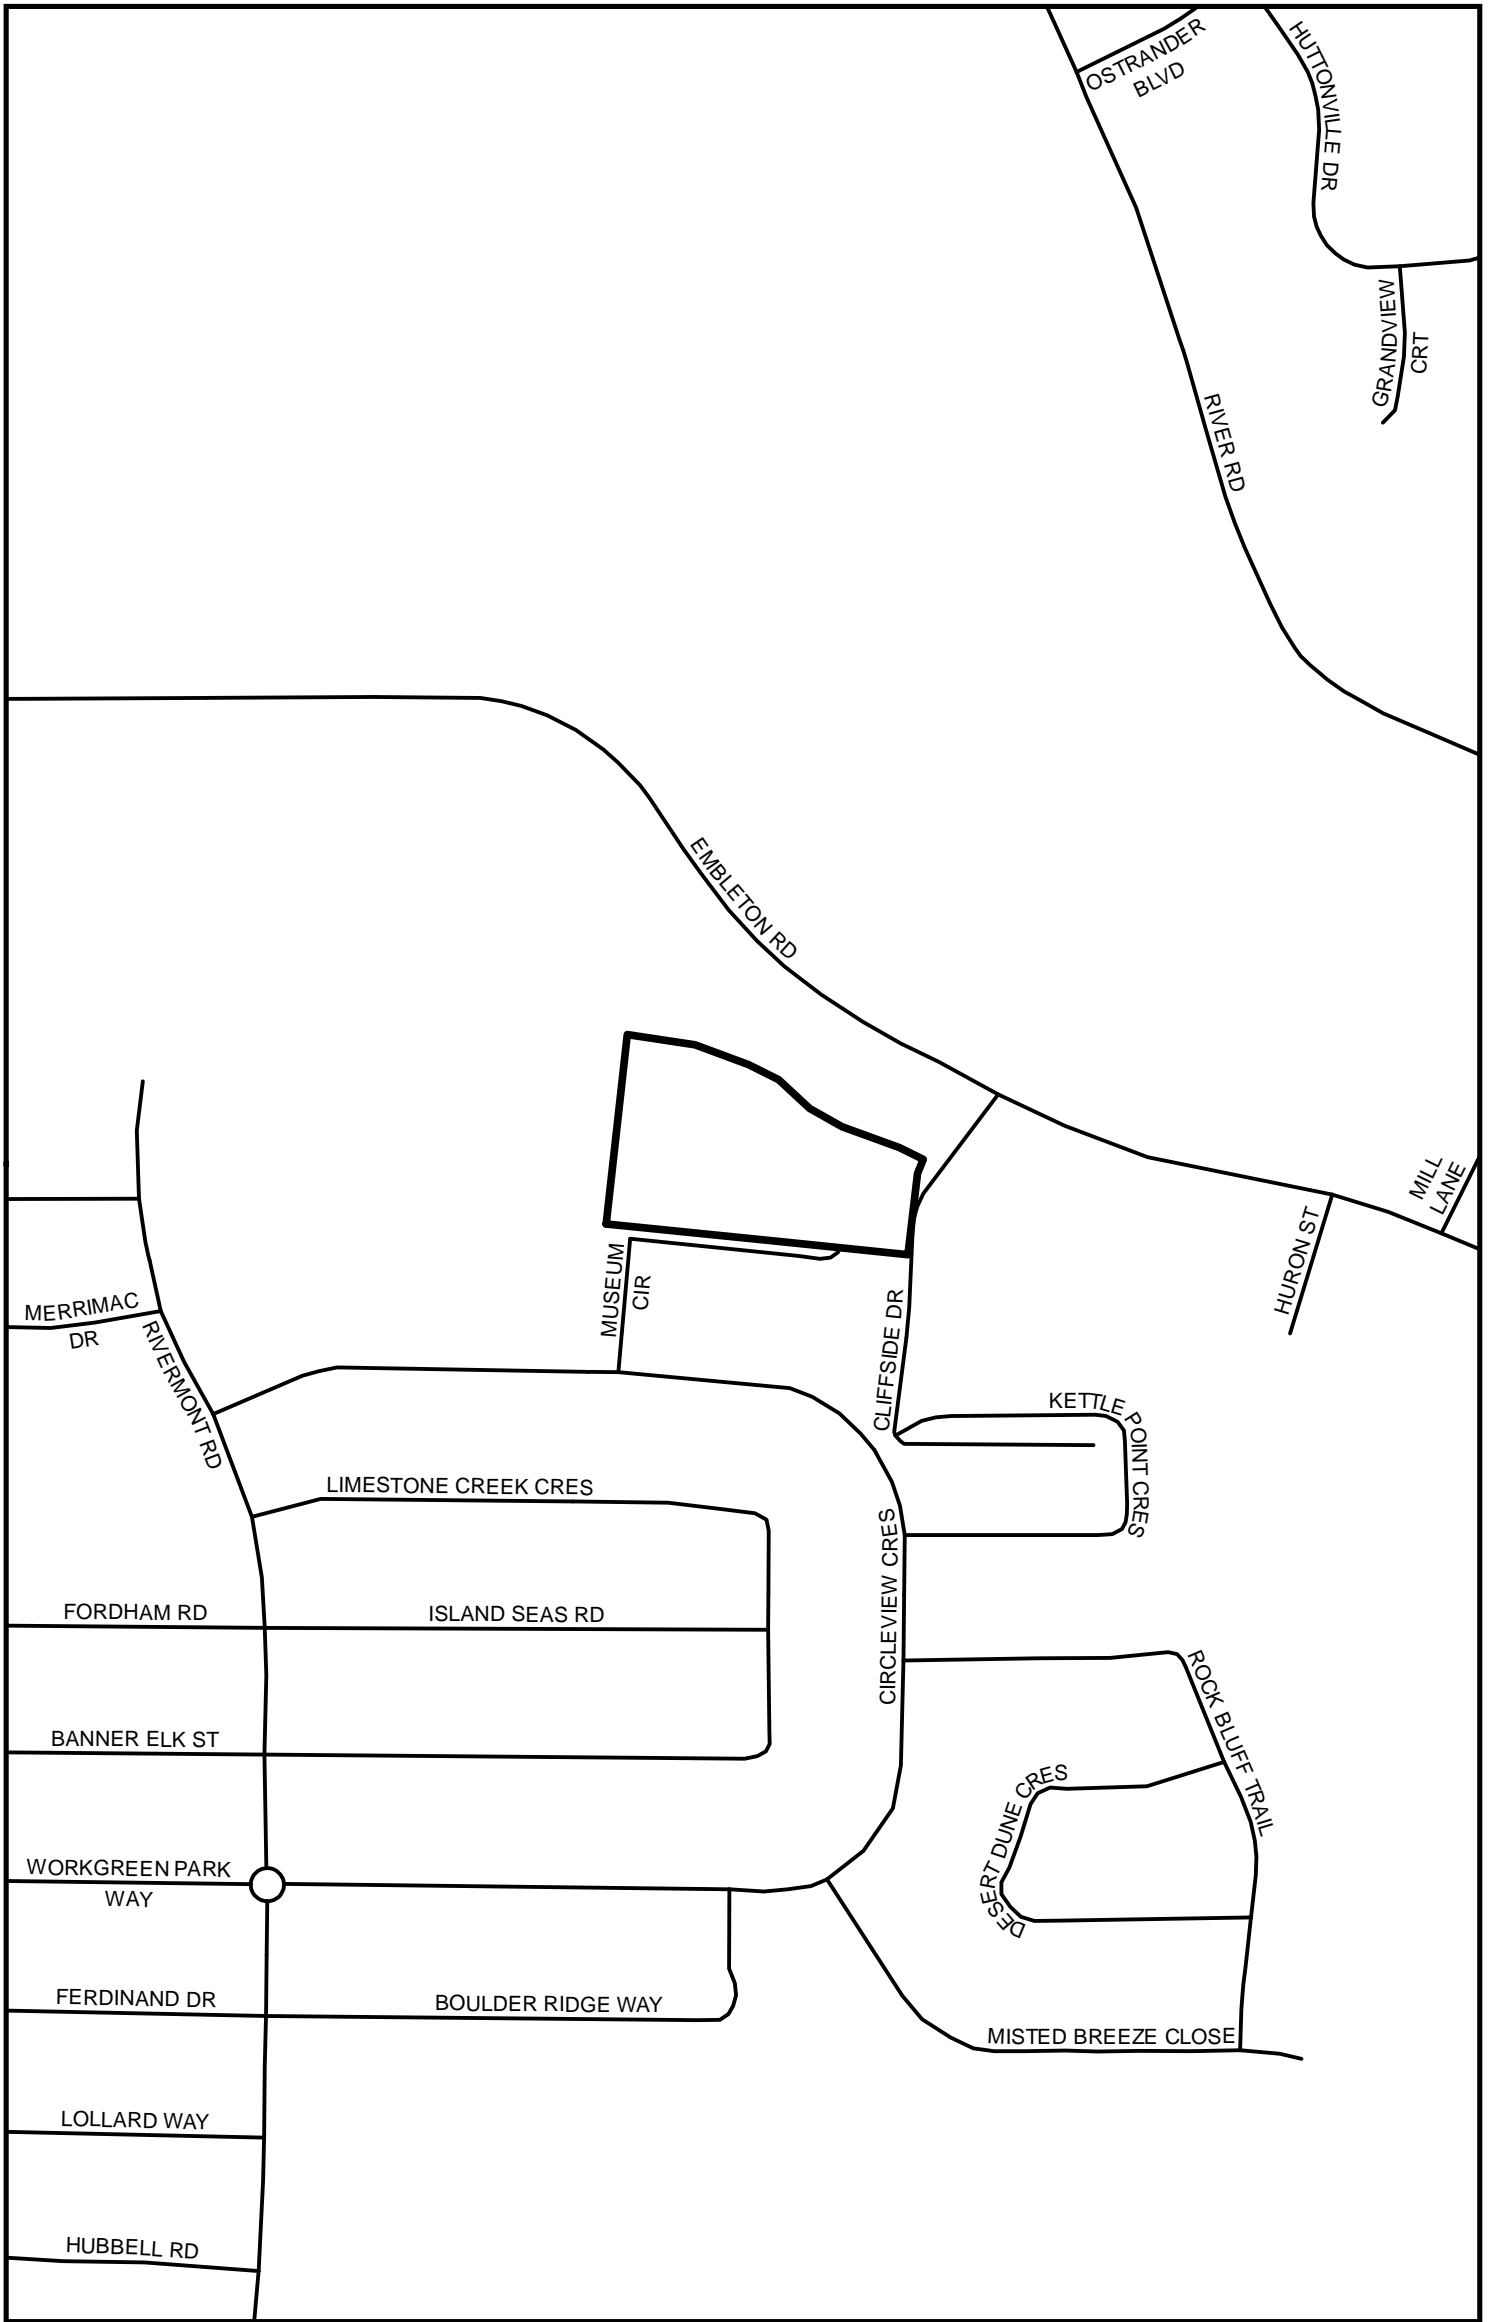 OSTRANDER
BLVD
HUTTONVILLE DR
GRANDVIEW
CRT
RIVER RD
EMBLETON RD
MILL
LANE
HURON ST
MUSEUM
CIR
MERRIMAC
DR
RIVERMONT RD
CLIFFSIDE DR
KETTLE POINT CRES
LIMESTONE CREEK CRES
CIRCLEVIEW CRES
FORDHAM RD
ISLAND SEAS RD
ROCK BLUFF TRAIL
BANNER ELK ST
DESERT DUNE CRES
WORKGREEN PARK
WAY
FERDINAND DR
BOULDER RIDGE WAY
MISTED BREEZE CLOSE
LOLLARD WAY
HUBBELL RD